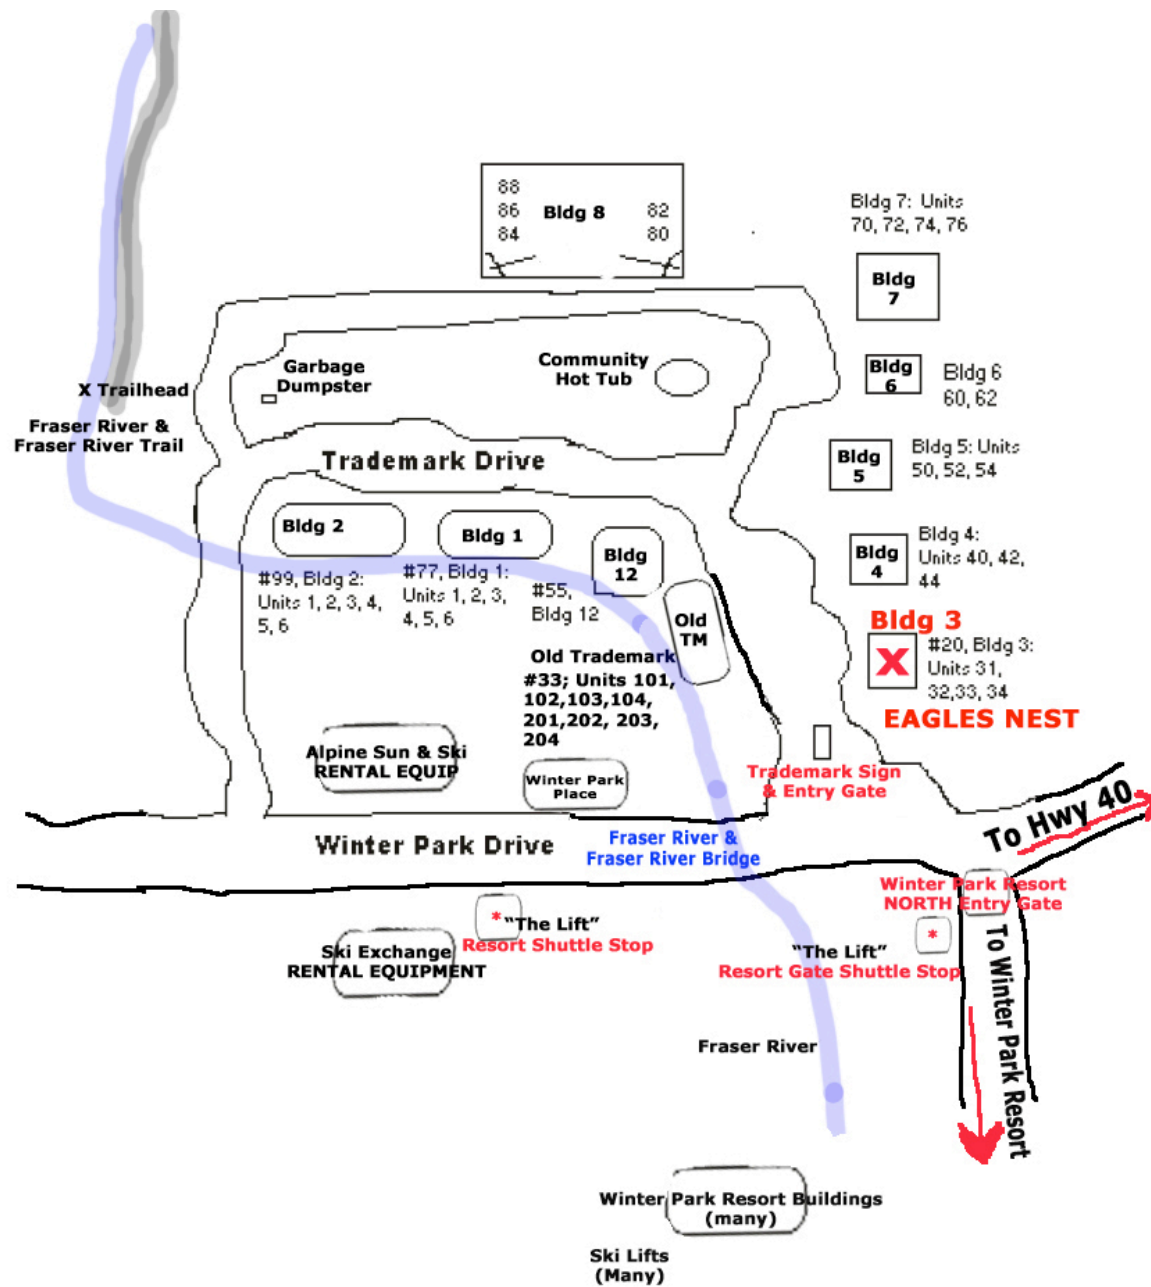 88
86
84
Bldg 8
82
80
Bldg 7: Units
70, 72, 74, 76
Bldg
7
Garbage
Dumpster
Community
Hot Tub
Bldg
6
Bldg 6
60, 62
X Trailhead
Fraser River &
Fraser River Trail
Trademark Drive
Bldg
5
Bldg 5: Units
50, 52, 54
Bldg 2
Bldg 1
Bldg
12
Bldg
4
Bldg 4:
Units 40, 42,
44
#99, Bldg 2:
Units 1, 2, 3, 4,
5, 6
#77, Bldg 1:
Units 1, 2, 3,
4, 5, 6
#55,
Bldg 12
Old
TM
Bldg 3
X
#20, Bldg 3:
Units 31,
32,33, 34
EAGLES NEST
Old Trademark
#33; Units 101,
102,103,104,
201,202, 203,
204
Alpine Sun & Ski
RENTAL EQUIP
Winter Park
Place
Trademark Sign
& Entry Gate
To Hwy 40
Winter Park Drive
Fraser River &
Fraser River Bridge
Winter Park Resort
NORTH Entry Gate
* "The Lift"
Resort Shuttle Stop
Ski Exchange
RENTAL EQUIPMENT
*
"The Lift"
Resort Gate Shuttle Stop
To Winter Park Resort
Fraser River
Winter Park Resort Buildings
(many)
Ski Lifts
(Many)